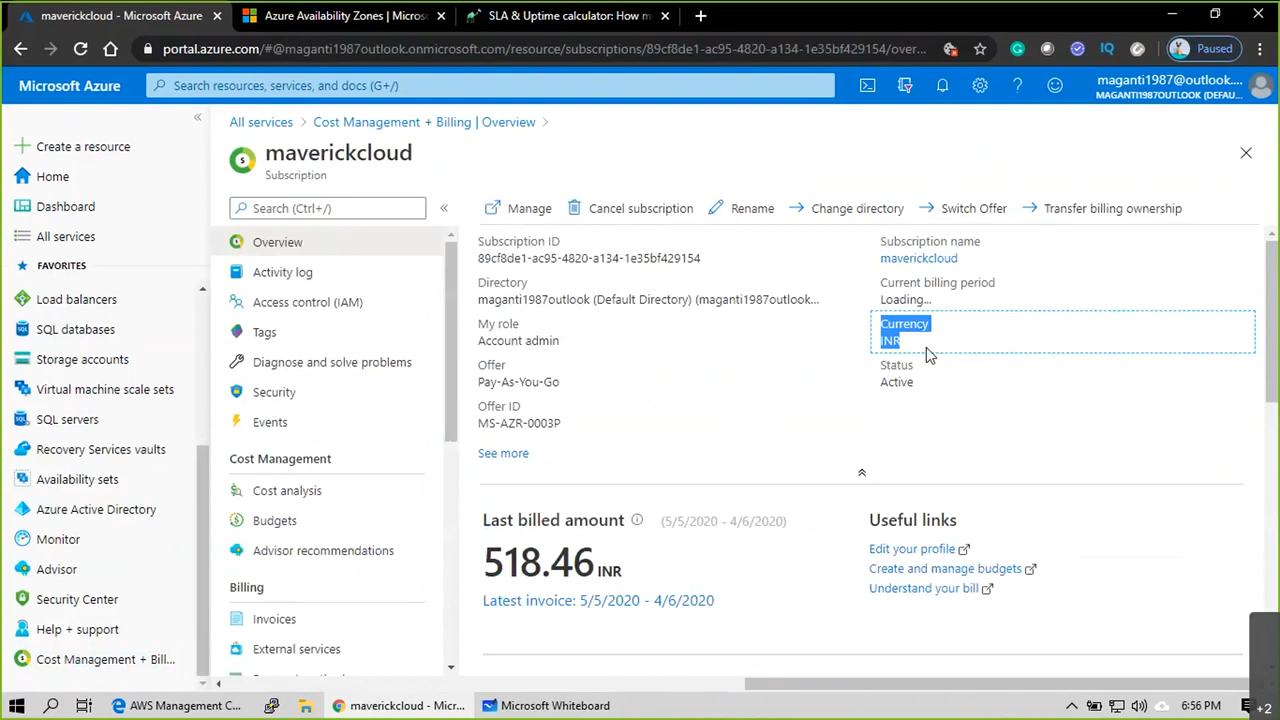 maverickcloud - Microsoft Azure
Azure Availability Zones | Micros
SLA & Uptime calculator: How m
portal.azure.com/#@maganti1987outlook.onmicrosoft.com/resource/subscriptions/89cf8de1-ac95-4820-a134-1e35bf429154/over...
IQ
Paused
Microsoft Azure
Search resources, services, and docs (G+/)
maganti1987@outlook....
MAGANTI1987OUTLOOK (DEFAU...
Create a resource
Home
Dashboard
All services
FAVORITES
Load balancers
SQL databases
Storage accounts
Virtual machine scale sets
SQL servers
Recovery Services vaults
Availability sets
Azure Active Directory
Monitor
Advisor
Security Center
Help + support
Cost Management + Bill...
All services > Cost Management + Billing | Overview >
maverickcloud
Subscription
Search (Ctrl+/)
Overview
Activity log
Access control (IAM)
Tags
Diagnose and solve problems
Security
Events
Cost Management
Cost analysis
Budgets
Advisor recommendations
Billing
Invoices
External services
Manage
Cancel subscription
Rename
Change directory
Switch Offer
Transfer billing ownership
Subscription ID
89cf8de1-ac95-4820-a134-1e35bf429154
Directory
maganti1987outlook (Default Directory) (maganti1987outlook...
My role
Account admin
Offer
Pay-As-You-Go
Offer ID
MS-AZR-0003P
See more
Subscription name
maverickcloud
Current billing period
Loading...
Currency
INR
Status
Active
Last billed amount (5/5/2020 - 4/6/2020)
518.46 INR
Latest invoice: 5/5/2020 - 4/6/2020
Useful links
Edit your profile
Create and manage budgets
Understand your bill
AWS Management C...
maverickcloud - Micr...
Microsoft Whiteboard
6:56 PM
+2